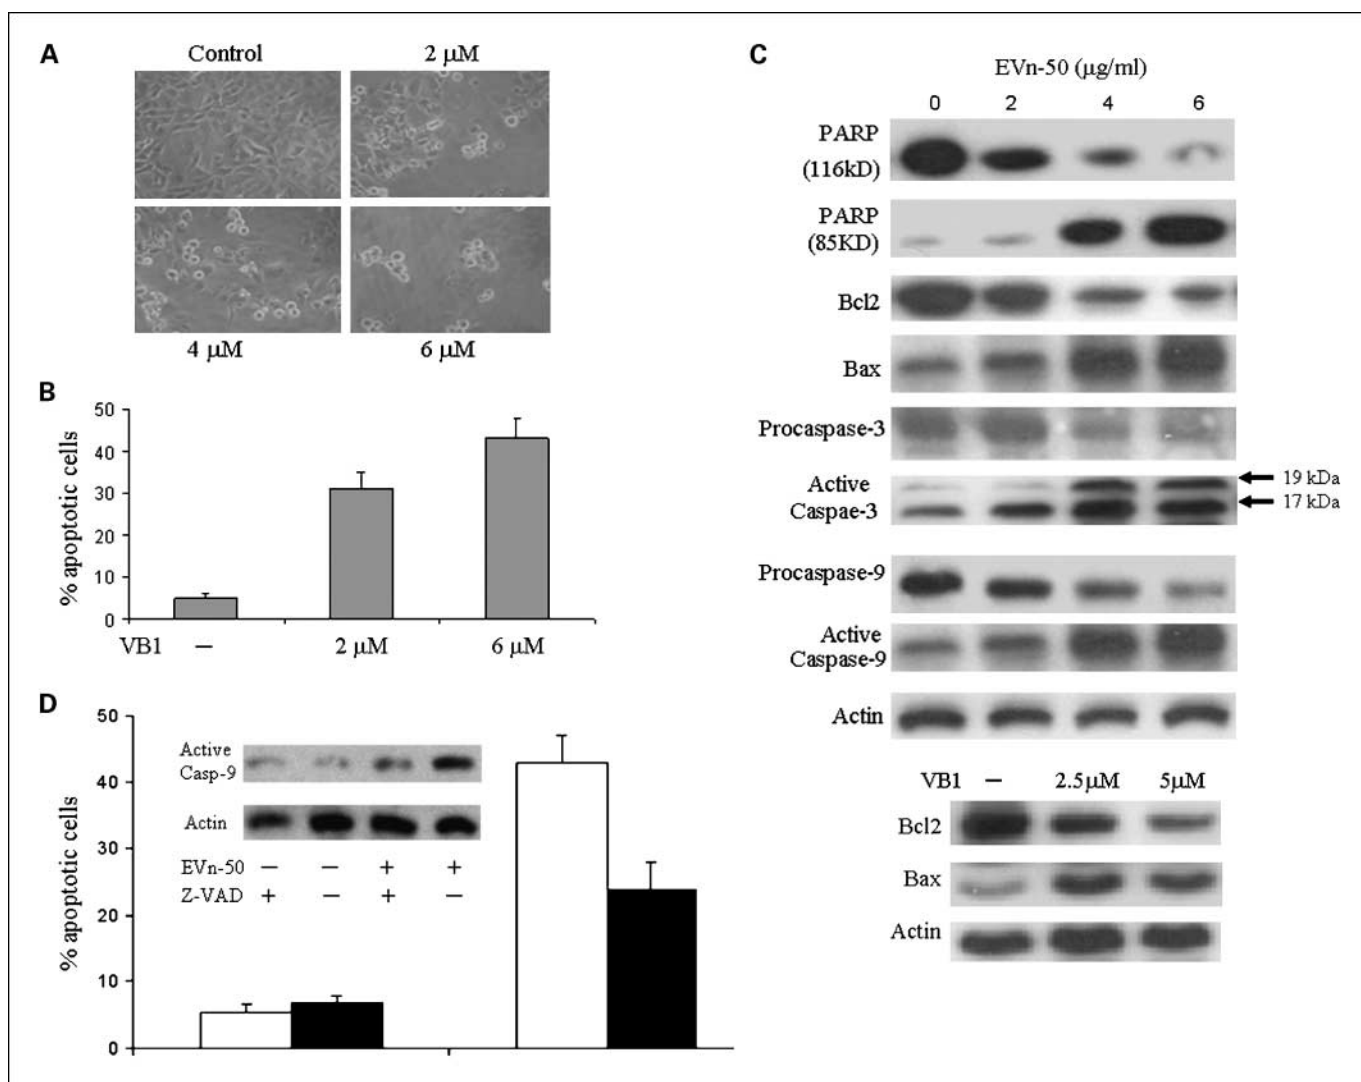 A
Control
2 μM
4 μM
6 μM
B
% apoptotic cells
50
40
30
20
10
0
VB1
–
2 μM
6 μM
C
EVn-50 (μg/ml)
0 2 4 6
PARP
(116kD)
PARP
(85KD)
Bcl2
Bax
Procaspase-3
Active
Caspae-3
19 kDa
17 kDa
Procaspase-9
Active
Caspase-9
Actin
VB1 – 2.5μM 5μM
Bcl2
Bax
Actin
D
% apoptotic cells
50
40
30
20
10
0
Active
Casp-9
Actin
EVn-50 – – + +
Z-VAD + – + –